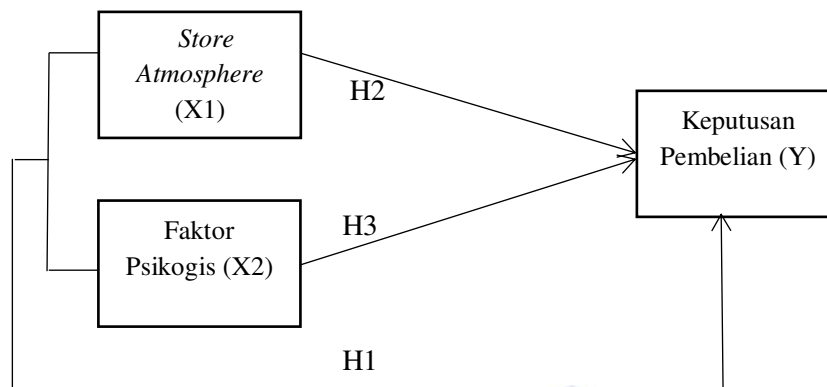 Store
Atmosphere
(X1)
H2
Keputusan
Pembelian (Y)
Faktor
Psikogis (X2)
H3
H1